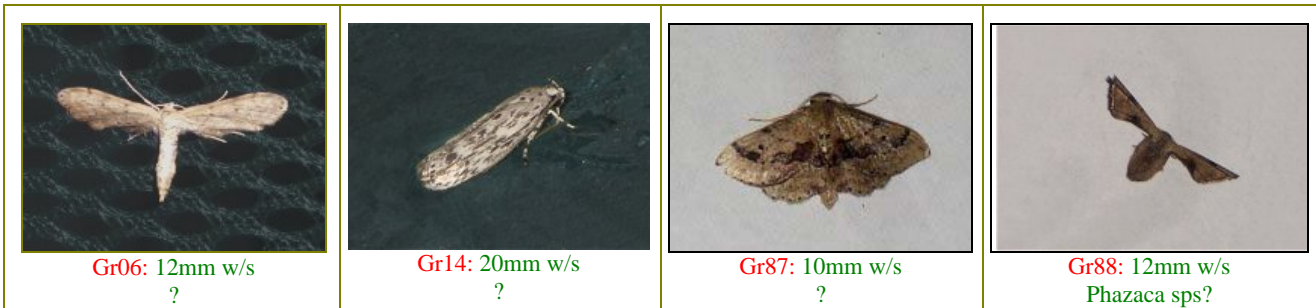 Gr06: 12mm w/s
?
Gr14: 20mm w/s
?
Gr87: 10mm w/s
?
Gr88: 12mm w/s
Phazaca sps?